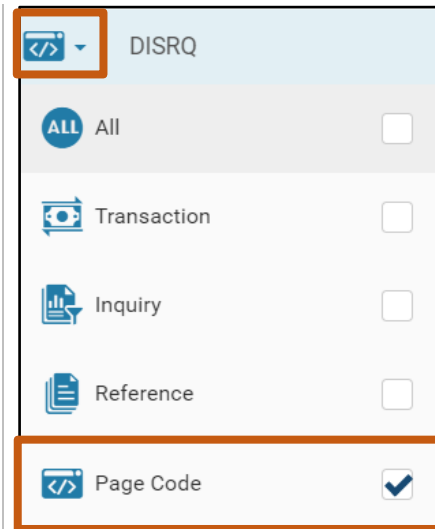 </> DISRQ
ALL All
Transaction
Inquiry
Reference
</> Page Code